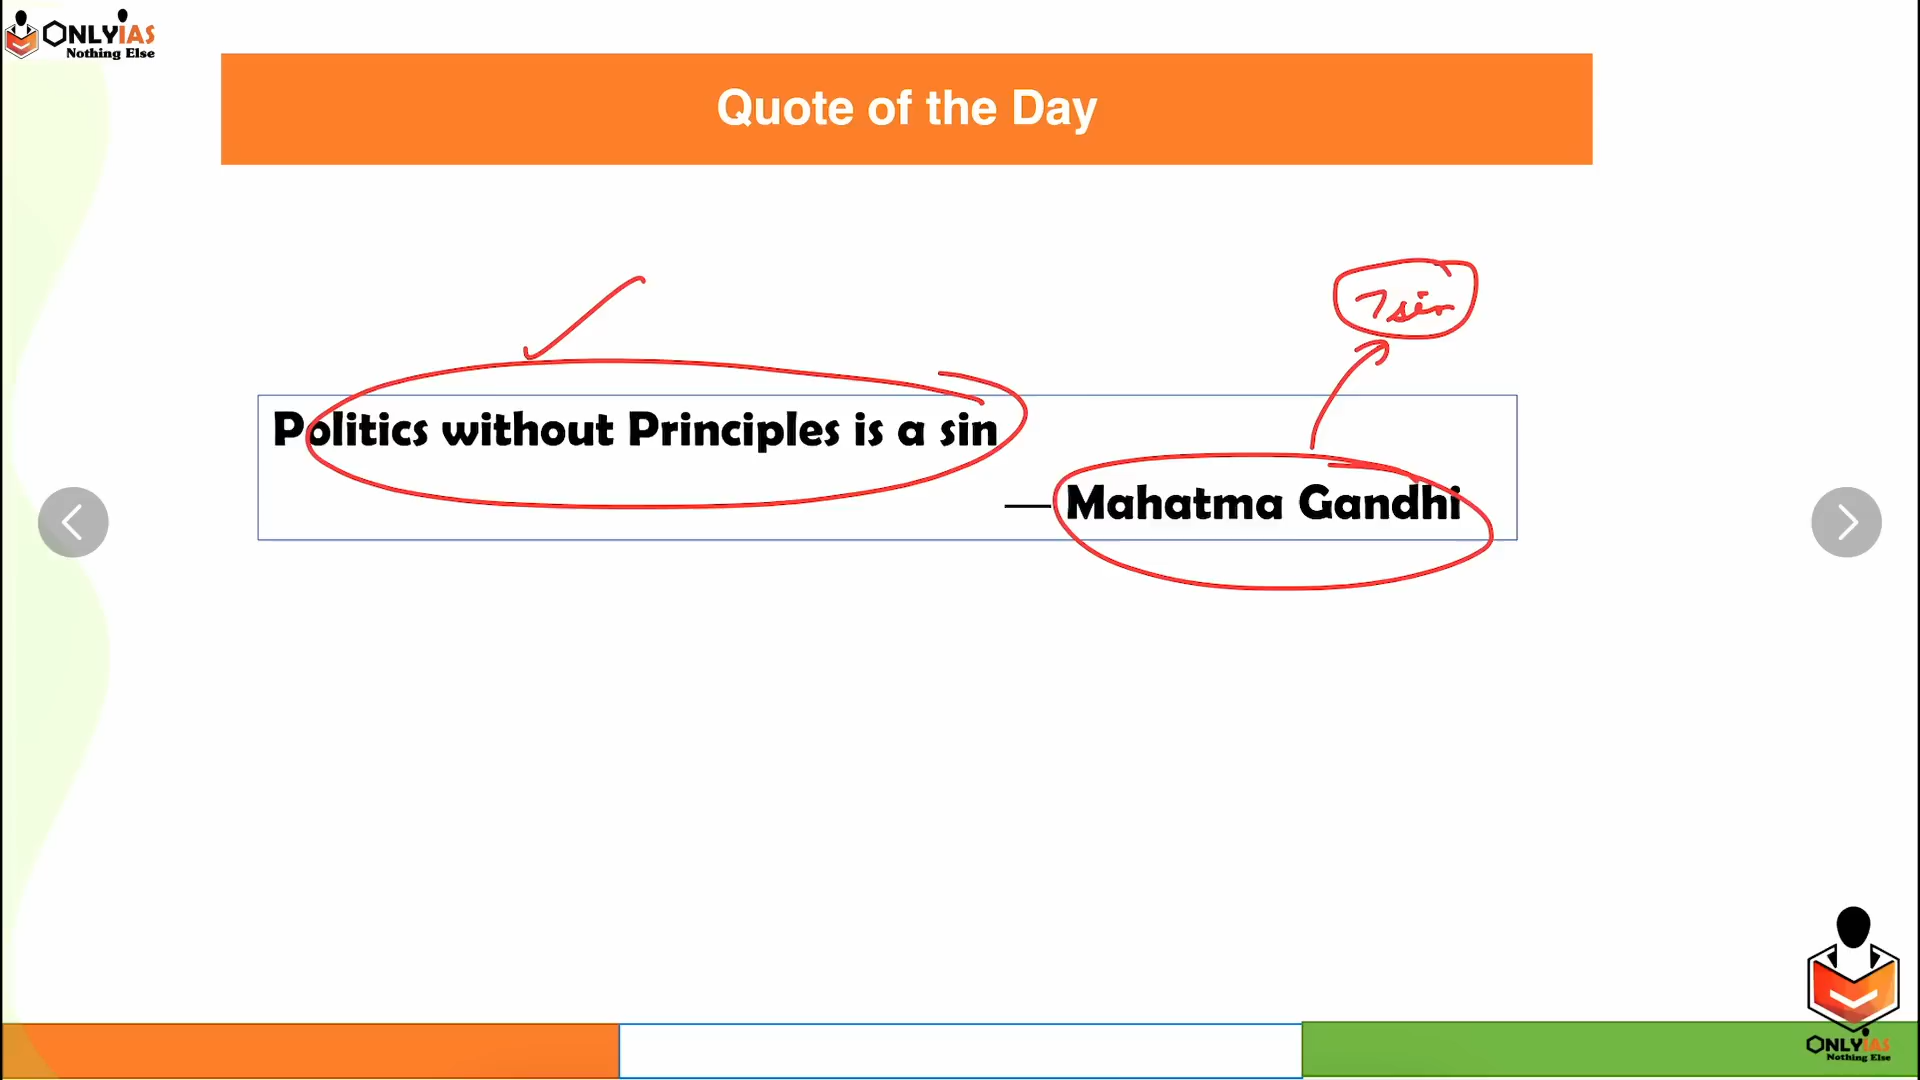 ONLYIAS
Nothing Else
Quote of the Day
7 sin
Politics without Principles is a sin
— Mahatma Gandhi
ONLYIAS
Nothing Else